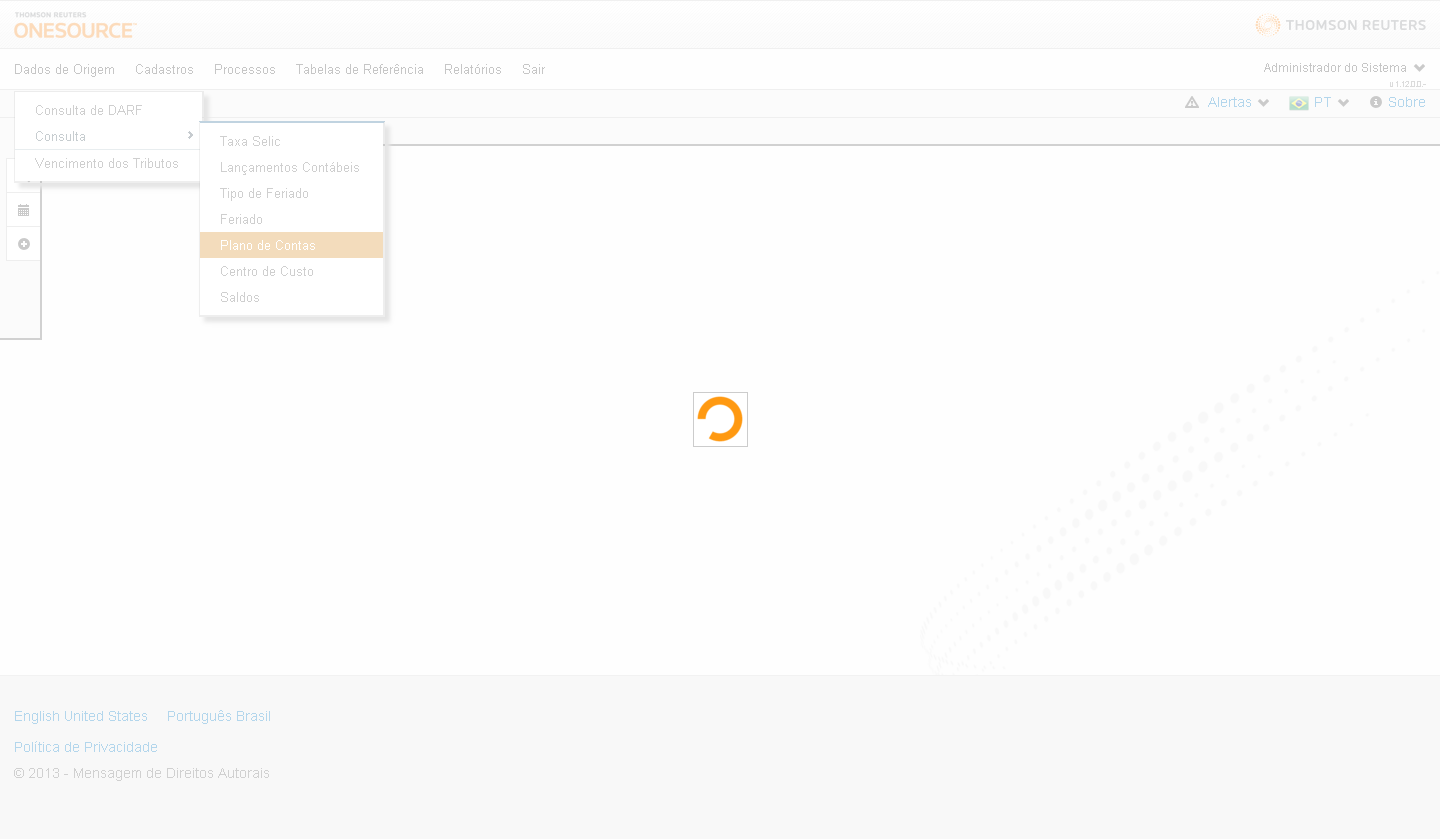 THOMSON REUTERS
ONESOURCE™
THOMSON REUTERS
Dados de Origem Cadastros Processos Tabelas de Referência Relatórios Sair
Administrador do Sistema
v 1.12.0.0 -
Alertas PT Sobre
Consulta de DARF
Consulta
Vencimento dos Tributos
Taxa Selic
Lançamentos Contábeis
Tipo de Feriado
Feriado
Plano de Contas
Centro de Custo
Saldos
English United States Português Brasil
Política de Privacidade
© 2013 - Mensagem de Direitos Autorais